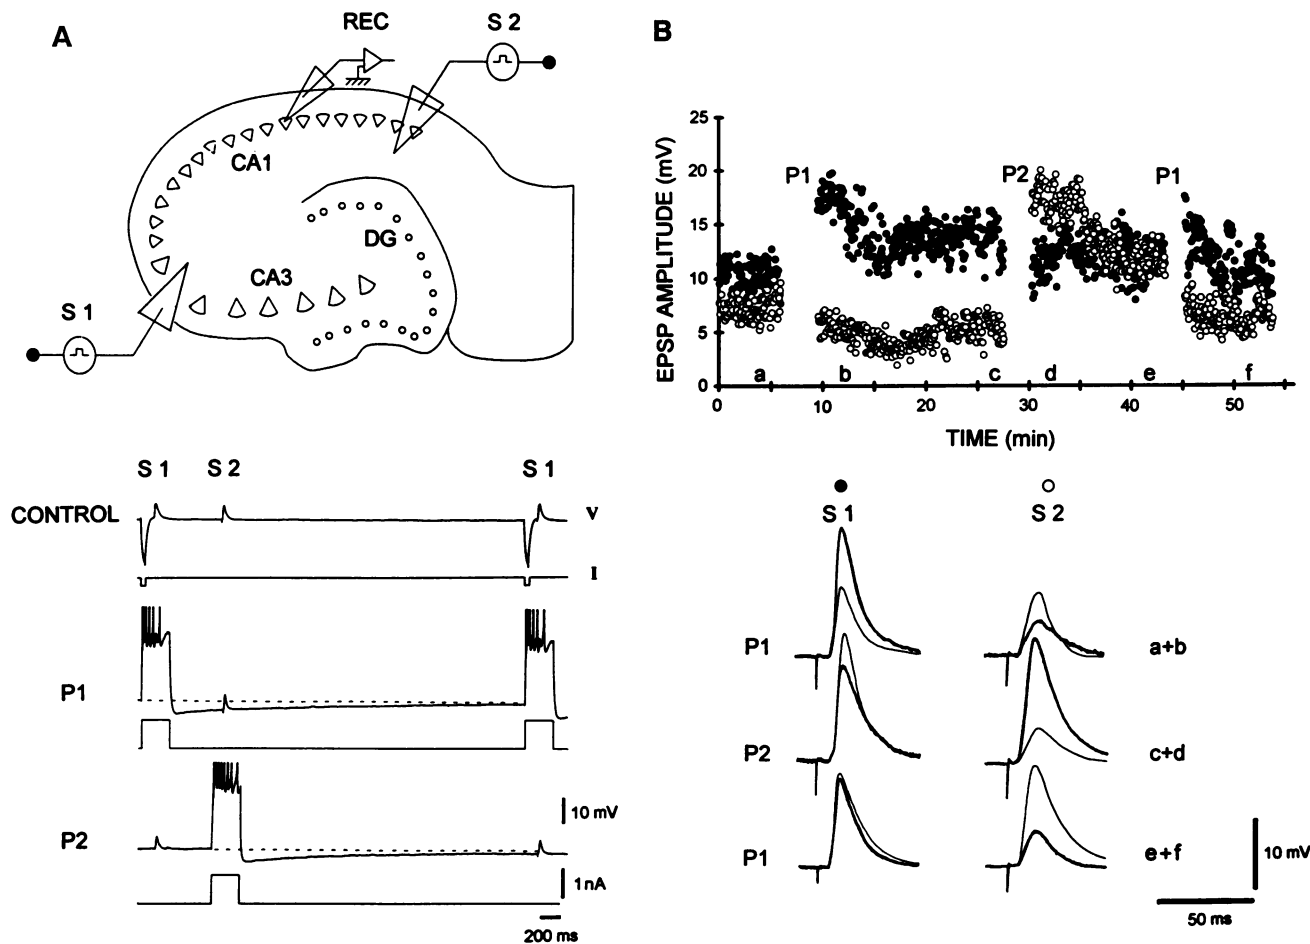 A
REC
S 2
CA1
DG
CA3
S 1
S 1 S 2 S 1
CONTROL V
I
P1
P2
10 mV
1 nA
200 ms
B
EPSP AMPLITUDE (mV)
25
20
15
10
5
0
P1 P2 P1
a b c d e f
0 10 20 30 40 50
TIME (min)
S 1 S 2
P1 a+b
P2 c+d
P1 e+f
10 mV
50 ms